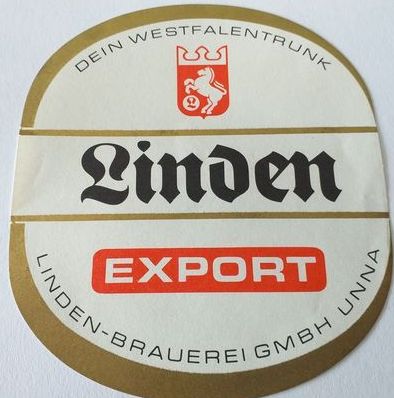 DEIN WESTFALENTRUNK
L
Linden
EXPORT
LINDEN-BRAUEREI GMBH UNNA